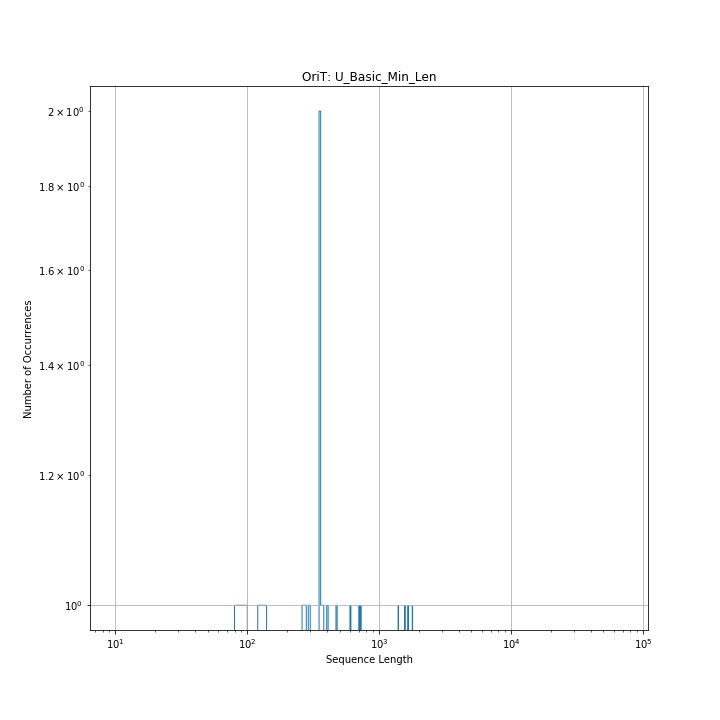 OriT: U_Basic_Min_Len
Number of Occurrences
2 × 10⁰
1.8 × 10⁰
1.6 × 10⁰
1.4 × 10⁰
1.2 × 10⁰
10⁰
10¹ 10² 10³ 10⁴ 10⁵
Sequence Length